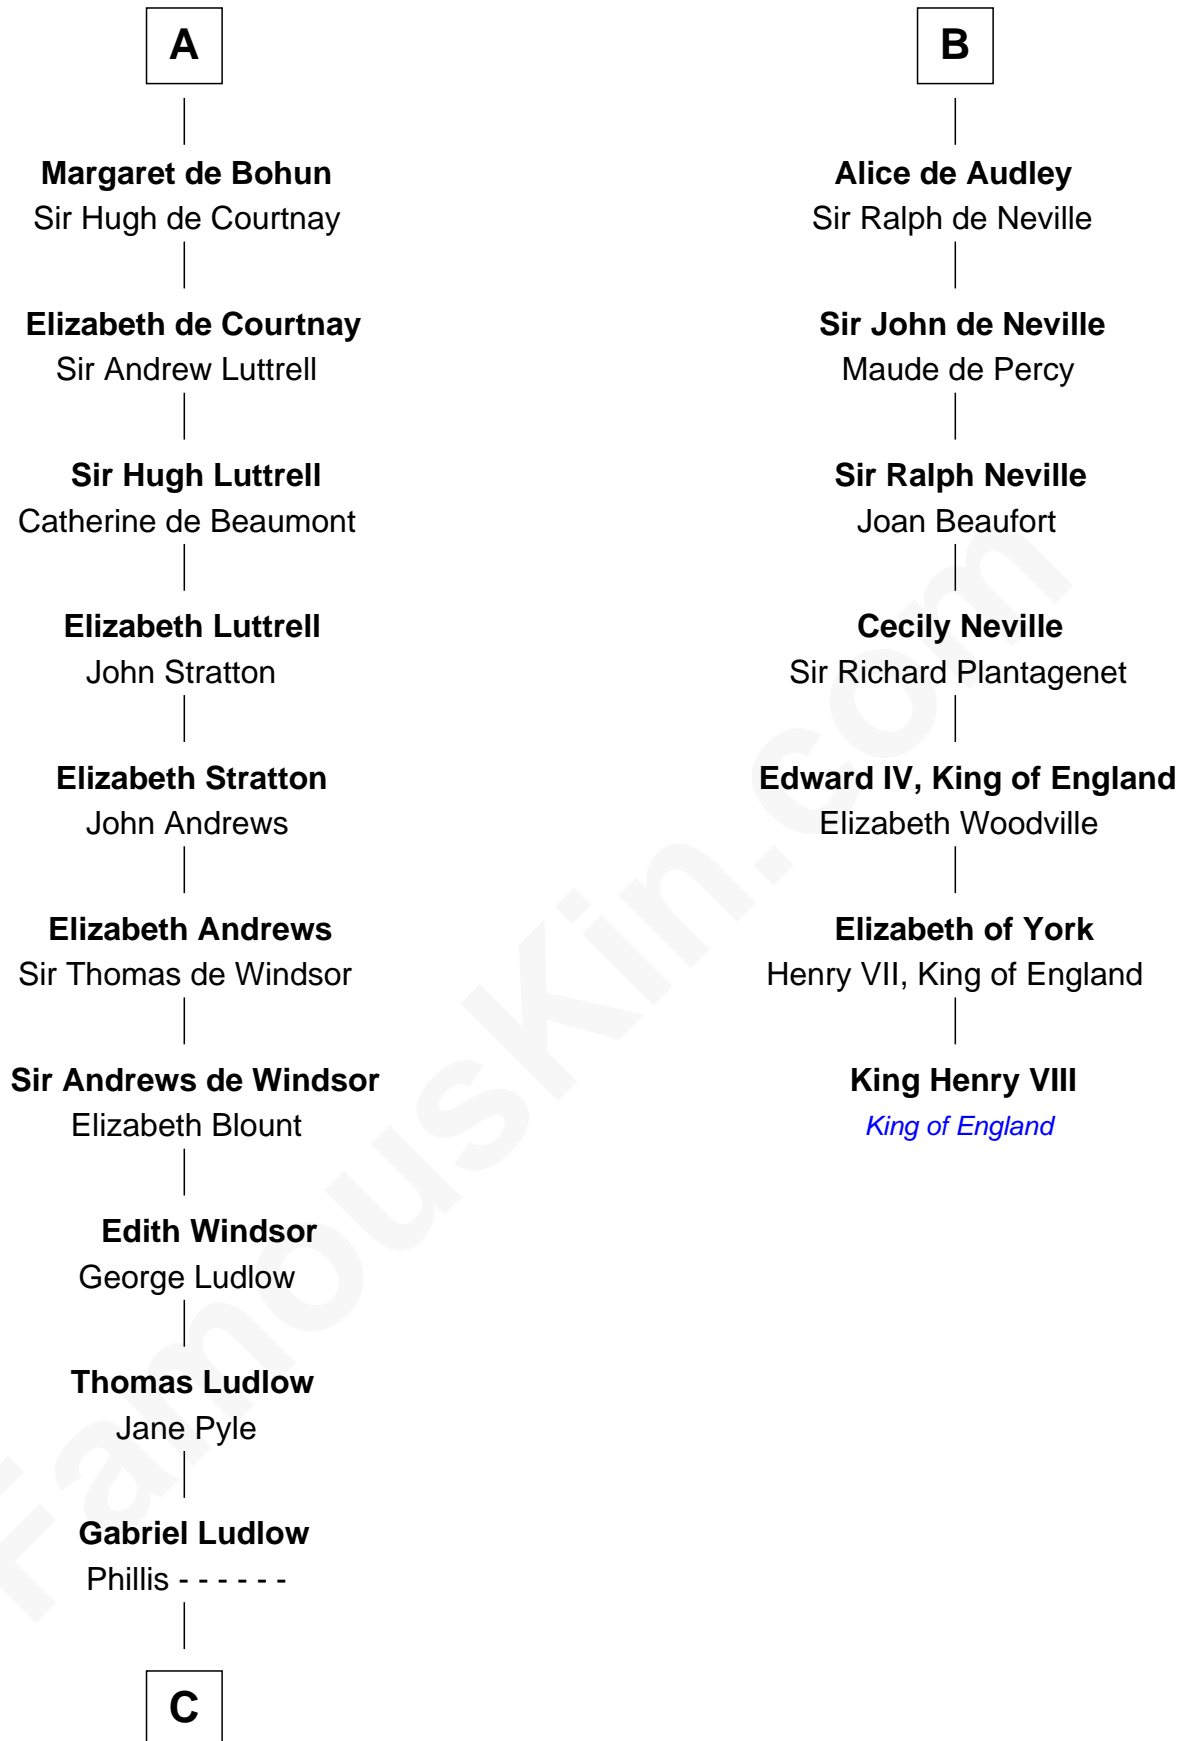 A
Margaret de Bohun
Sir Hugh de Courtnay
Elizabeth de Courtnay
Sir Andrew Luttrell
Sir Hugh Luttrell
Catherine de Beaumont
Elizabeth Luttrell
John Stratton
Elizabeth Stratton
John Andrews
Elizabeth Andrews
Sir Thomas de Windsor
Sir Andrews de Windsor
Elizabeth Blount
Edith Windsor
George Ludlow
Thomas Ludlow
Jane Pyle
Gabriel Ludlow
Phillis - - - - - -
C
B
Alice de Audley
Sir Ralph de Neville
Sir John de Neville
Maude de Percy
Sir Ralph Neville
Joan Beaufort
Cecily Neville
Sir Richard Plantagenet
Edward IV, King of England
Elizabeth Woodville
Elizabeth of York
Henry VII, King of England
King Henry VIII
King of England
FamousKin.com